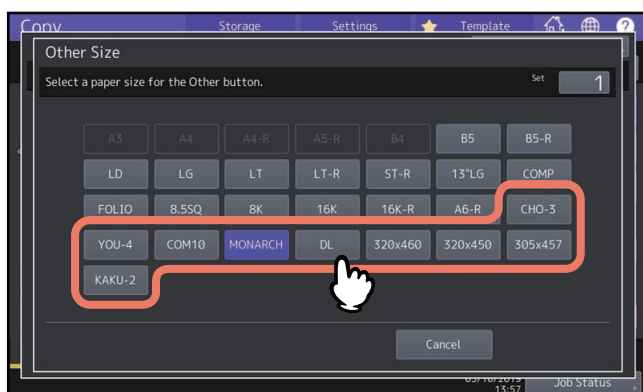 Copy Storage Settings Template ?
Other Size
Select a paper size for the Other button. Set 1
A3 A4 A4-R A5-R B4 B5 B5-R
LD LG LT LT-R ST-R 13"LG COMP
FOLIO 8.5SQ 8K 16K 16K-R A6-R CHO-3
YOU-4 COM10 MONARCH DL 320x460 320x450 305x457
KAKU-2
Cancel
13:57 Job Status